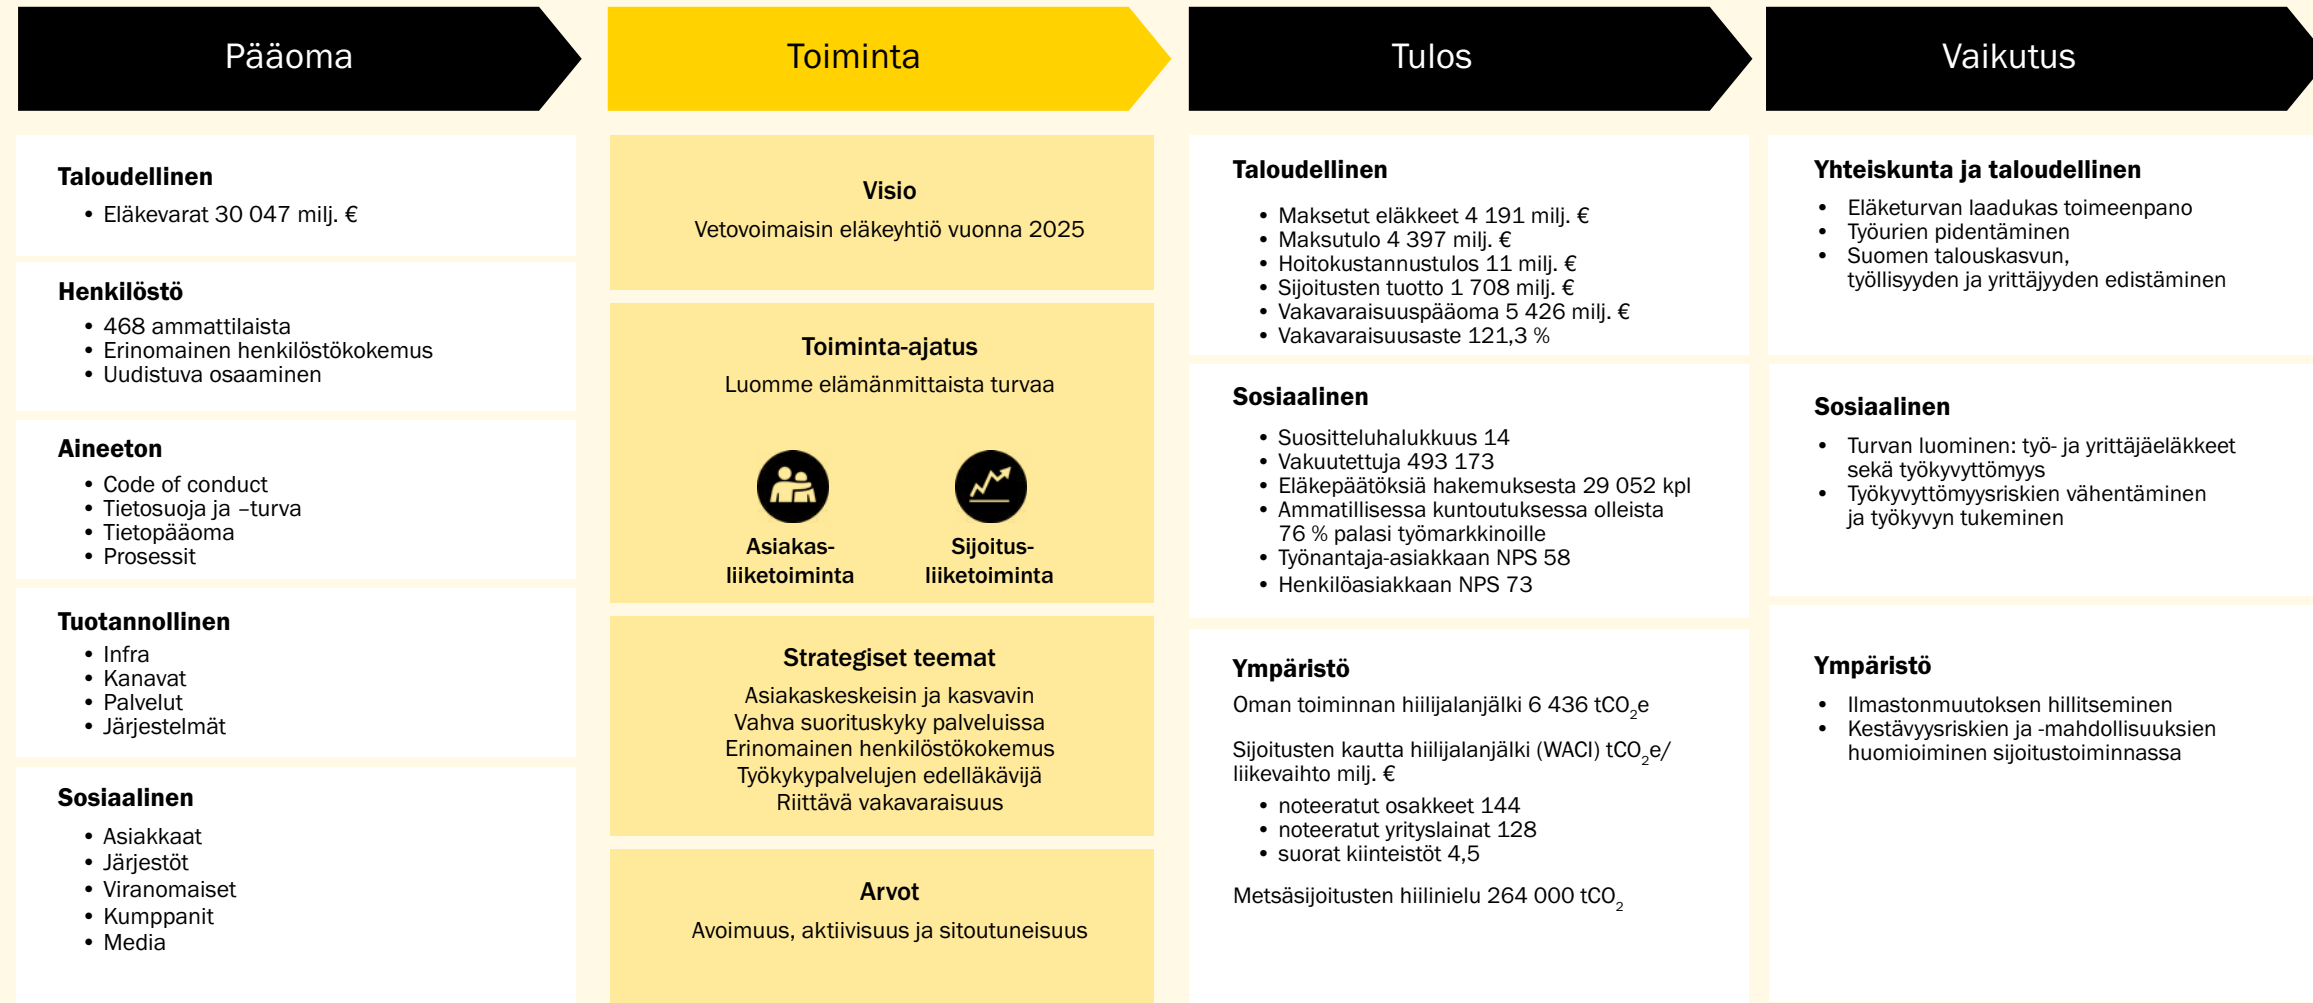 Pääoma
Taloudellinen
• Eläkevarat 30 047 milj. €
Henkilöstö
• 468 ammattilaista
• Erinomainen henkilöstökokemus
• Uudistuva osaaminen
Aineeton
• Code of conduct
• Tietosuoja ja –turva
• Tietopääoma
• Prosessit
Tuotannollinen
• Infra
• Kanavat
• Palvelut
• Järjestelmät
Sosiaalinen
• Asiakkaat
• Järjestöt
• Viranomaiset
• Kumppanit
• Media
Toiminta
Visio
Vetovoimaisin eläkeyhtiö vuonna 2025
Toiminta-ajatus
Luomme elämänmittaista turvaa
Asiakas-
liiketoiminta
Sijoitus-
liiketoiminta
Strategiset teemat
Asiakaskeskeisin ja kasvavin
Vahva suorituskyky palveluissa
Erinomainen henkilöstökokemus
Työkykypalvelujen edelläkävijä
Riittävä vakavaraisuus
Arvot
Avoimuus, aktiivisuus ja sitoutuneisuus
Tulos
Taloudellinen
• Maksetut eläkkeet 4 191 milj. €
• Maksutulo 4 397 milj. €
• Hoitokustannustulos 11 milj. €
• Sijoitusten tuotto 1 708 milj. €
• Vakavaraisuuspääoma 5 426 milj. €
• Vakavaraisuusaste 121,3 %
Sosiaalinen
• Suositteluhalukkuus 14
• Vakuutettuja 493 173
• Eläkepäätöksiä hakemuksesta 29 052 kpl
• Ammatillisessa kuntoutuksessa olleista
76 % palasi työmarkkinoille
• Työnantaja-asiakkaan NPS 58
• Henkilöasiakkaan NPS 73
Ympäristö
Oman toiminnan hiilijalanjälki 6 436 tCO₂e
Sijoitusten kautta hiilijalanjälki (WACI) tCO₂e/
liikevaihto milj. €
• noteeratut osakkeet 144
• noteeratut yrityslainat 128
• suorat kiinteistöt 4,5
Metsäsijoitusten hiilinielu 264 000 tCO₂
Vaikutus
Yhteiskunta ja taloudellinen
• Eläketurvan laadukas toimeenpano
• Työurien pidentäminen
• Suomen talouskasvun,
työllisyyden ja yrittäjyyden edistäminen
Sosiaalinen
• Turvan luominen: työ- ja yrittäjäeläkkeet
sekä työkyvyttömyys
• Työkyvyttömyysriskien vähentäminen
ja työkyvyn tukeminen
Ympäristö
• Ilmastonmuutoksen hillitseminen
• Kestävyysriskien ja -mahdollisuuksien
huomioiminen sijoitustoiminnassa